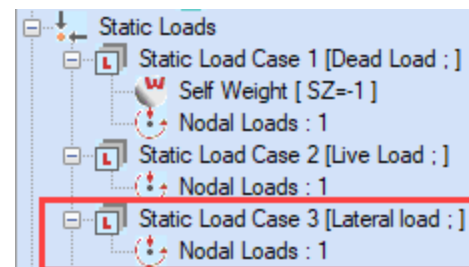 Static Loads
Static Load Case 1 [Dead Load ; ]
Self Weight [ SZ=-1 ]
Nodal Loads : 1
Static Load Case 2 [Live Load ; ]
Nodal Loads : 1
Static Load Case 3 [Lateral load ; ]
Nodal Loads : 1